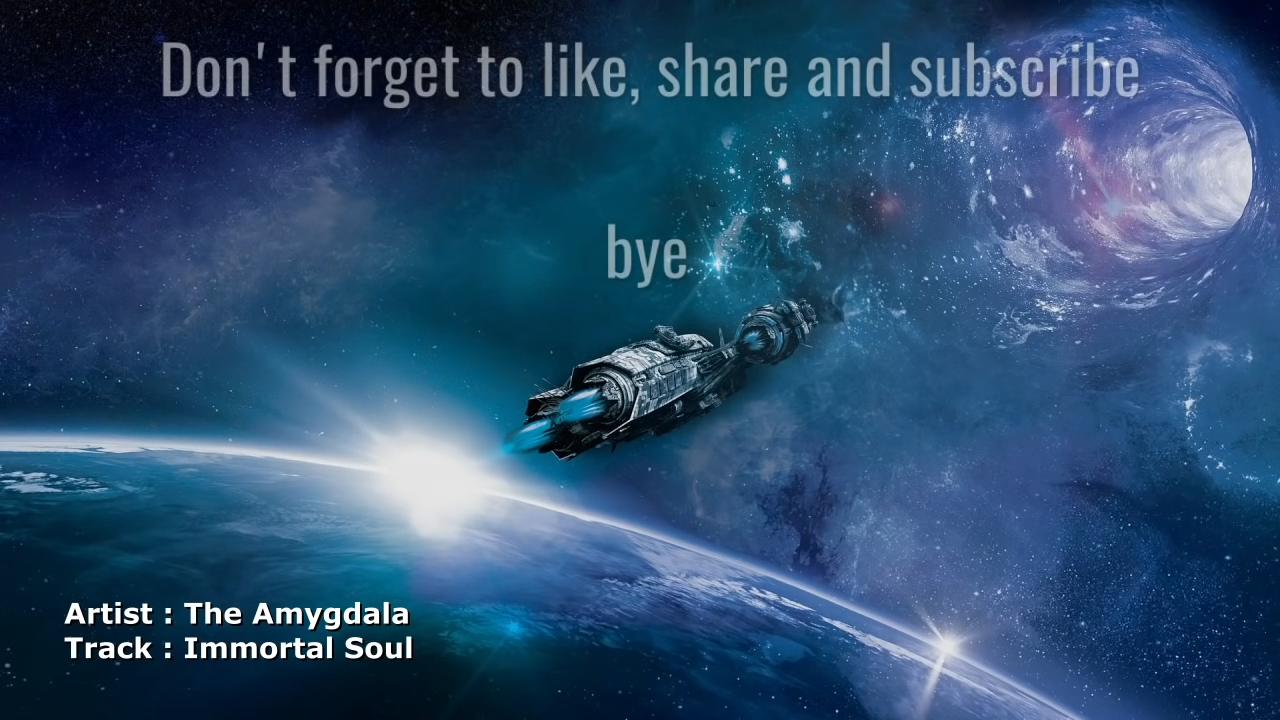 Don't forget to like, share and subscribe
bye
Artist : The Amygdala
Track : Immortal Soul